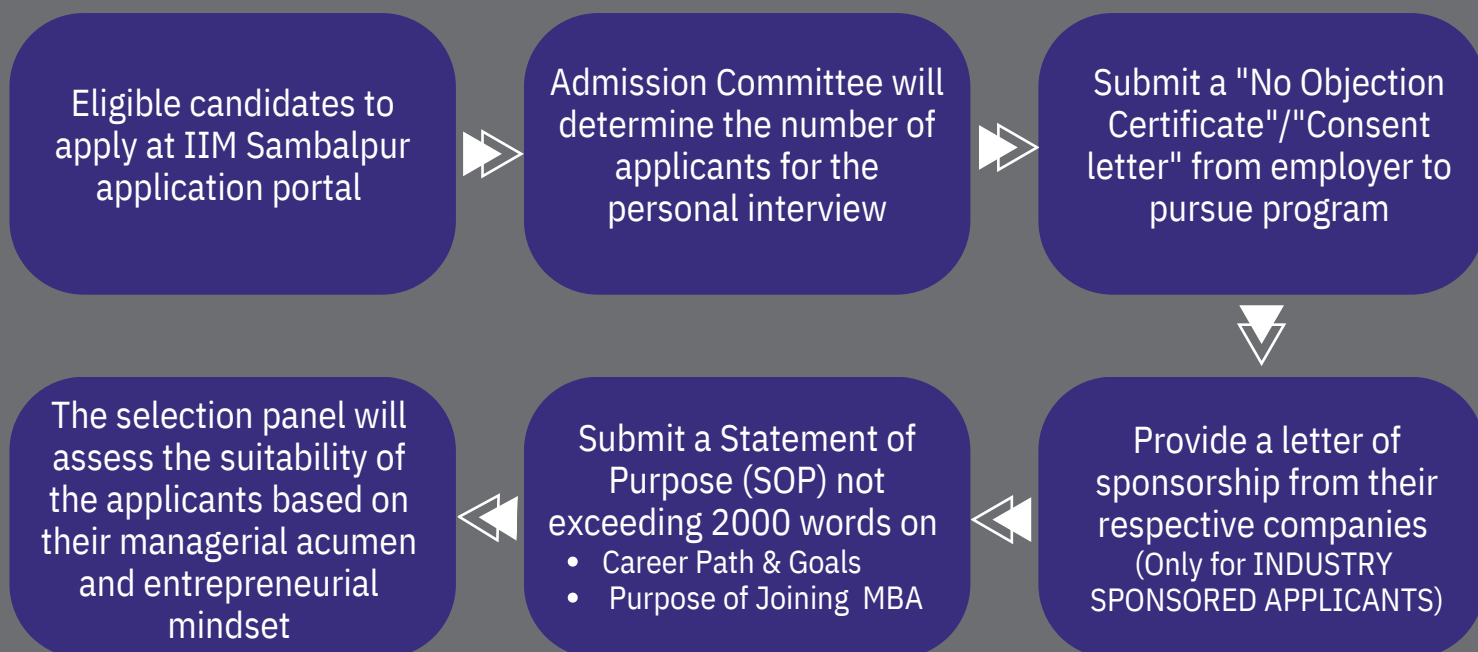 Eligible candidates to
apply at IIM Sambalpur
application portal
Admission Committee will
determine the number of
applicants for the
personal interview
Submit a "No Objection
Certificate"/"Consent
letter" from employer to
pursue program
Provide a letter of
sponsorship from their
respective companies
(Only for INDUSTRY
SPONSORED APPLICANTS)
Submit a Statement of
Purpose (SOP) not
exceeding 2000 words on
• Career Path & Goals
• Purpose of Joining MBA
The selection panel will
assess the suitability of
the applicants based on
their managerial acumen
and entrepreneurial
mindset